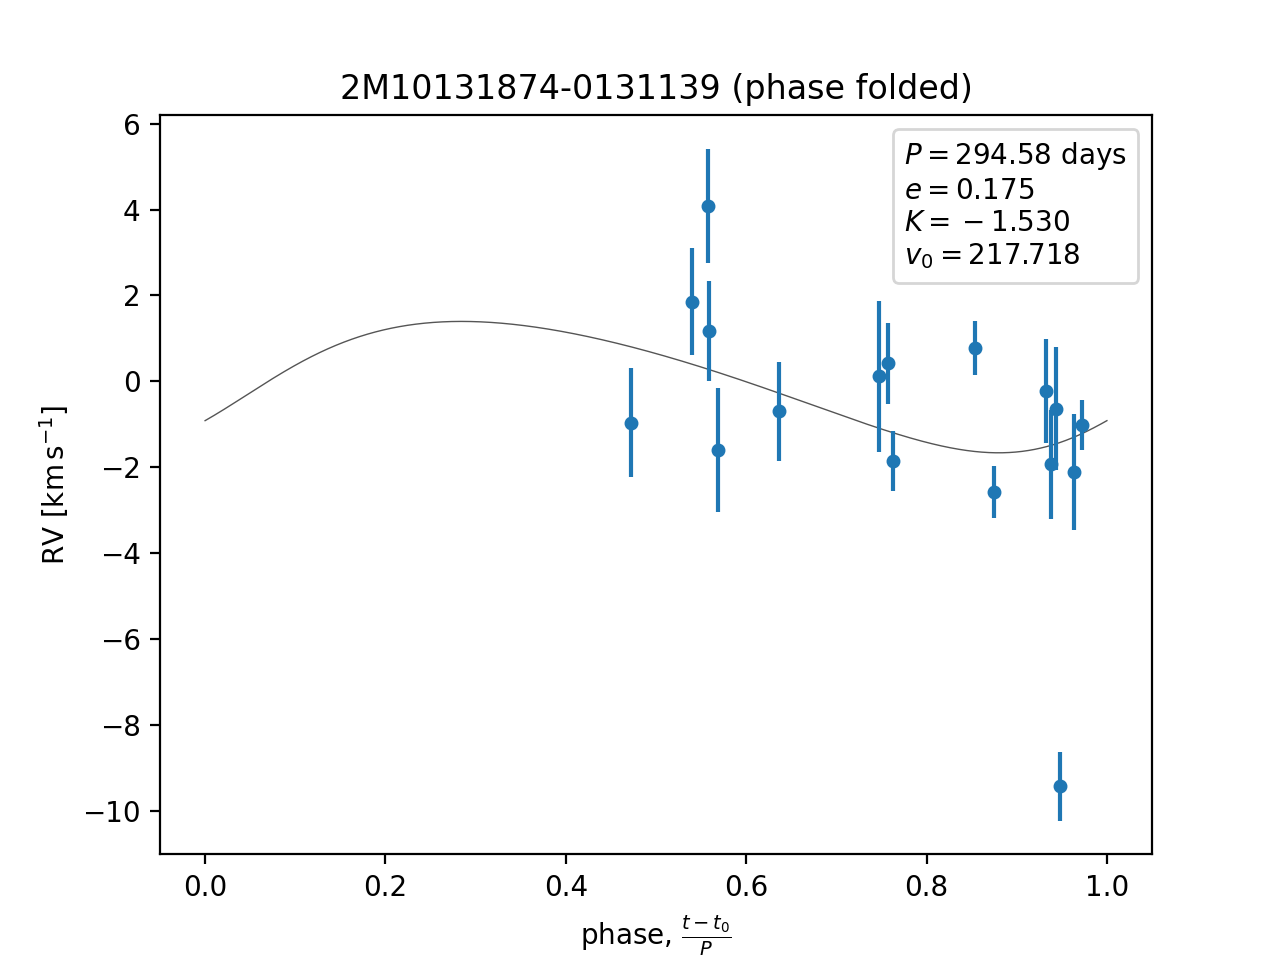 2M10131874-0131139 (phase folded)
P = 294.58 days
e = 0.175
K = −1.530
v₀ = 217.718
6
4
2
0
−2
−4
−6
−8
−10
RV [km s⁻¹]
0.0 0.2 0.4 0.6 0.8 1.0
phase, (t − t₀)/P